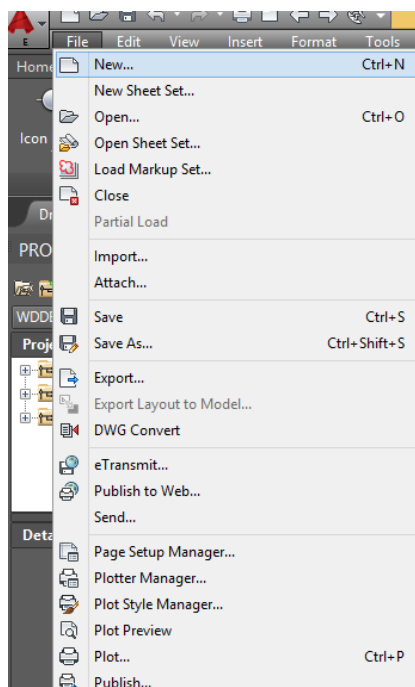 E
File Edit View Insert Format Tools
Home
New... Ctrl+N
New Sheet Set...
Icon
Open... Ctrl+O
Open Sheet Set...
Load Markup Set...
Close
Partial Load
PRO
Import...
Attach...
WDD
Save Ctrl+S
Proje
Save As... Ctrl+Shift+S
Export...
Export Layout to Model...
DWG Convert
eTransmit...
Publish to Web...
Send...
Deta
Page Setup Manager...
Plotter Manager...
Plot Style Manager...
Plot Preview
Plot... Ctrl+P
Publish...